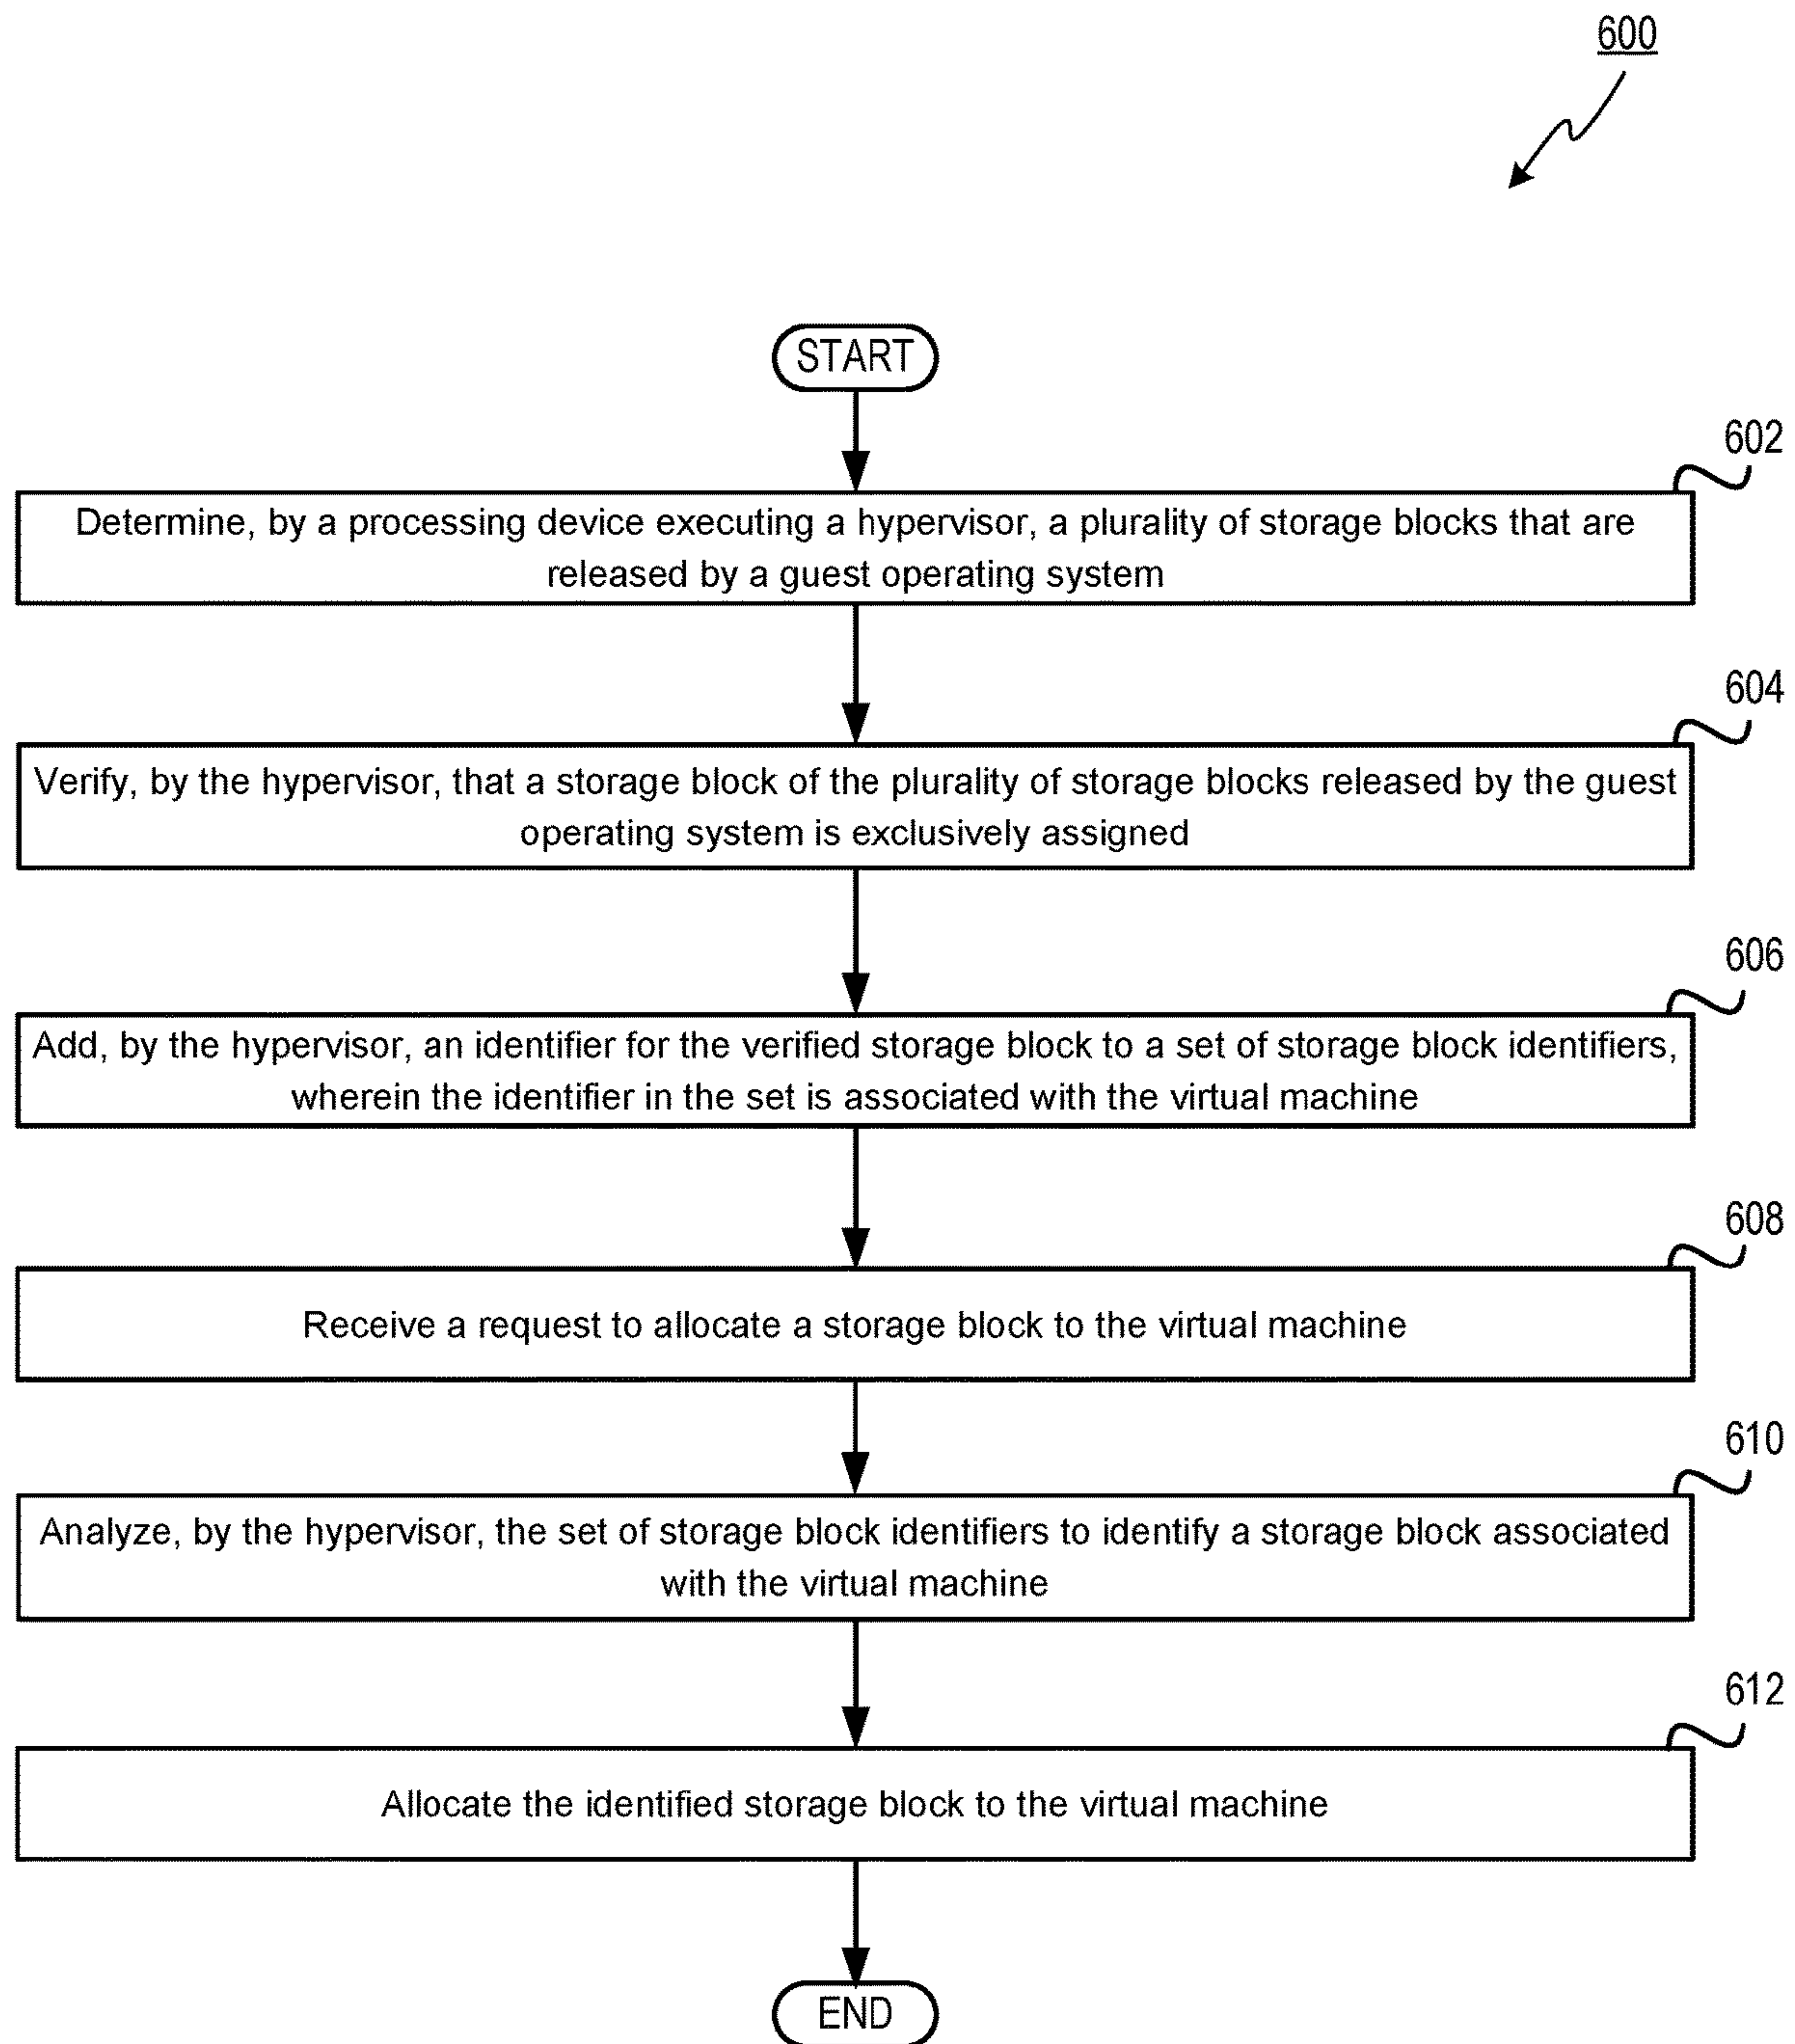 600
START
602
Determine, by a processing device executing a hypervisor, a plurality of storage blocks that are
released by a guest operating system
604
Verify, by the hypervisor, that a storage block of the plurality of storage blocks released by the guest
operating system is exclusively assigned
606
Add, by the hypervisor, an identifier for the verified storage block to a set of storage block identifiers,
wherein the identifier in the set is associated with the virtual machine
608
Receive a request to allocate a storage block to the virtual machine
610
Analyze, by the hypervisor, the set of storage block identifiers to identify a storage block associated
with the virtual machine
612
Allocate the identified storage block to the virtual machine
END